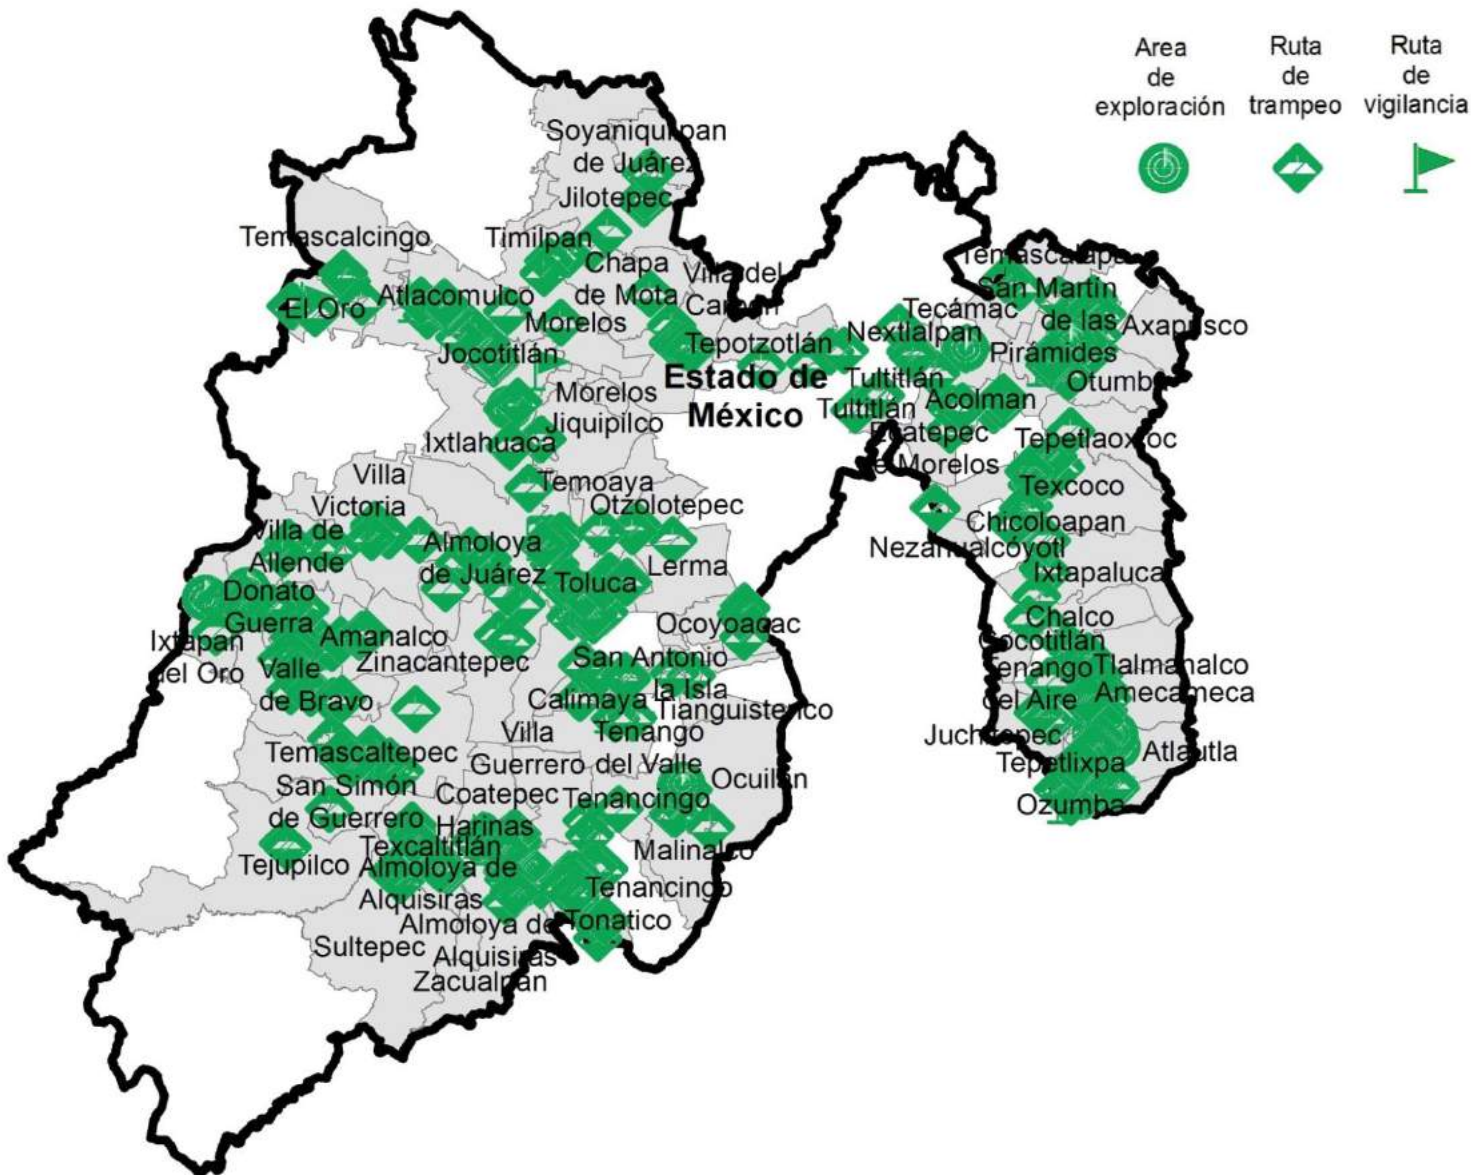 Area
de
exploración
Ruta
de
trampeo
Ruta
de
vigilancia
Soyaniquilpan
de Juárez
Jilotepec
Temascalcingo
Timilpan
Chapa
de Mota
Villa del
Carbón
El Oro
Atlacomulco
Morelos
Jocotitlán
Tepotzotlán
Estado de
México
Temascalapa
San Martín
de las
Pirámides
Tecámac
Nextlalpan
Axapusco
Otumba
Tultitlán
Tultitlán
Acolman
Ecatepec
de Morelos
Tepetlaoxtoc
Morelos
Jiquipilco
Ixtlahuaca
Villa
Victoria
Temoaya
Otzolotepec
Texcoco
Chicoloapan
Nezahualcóyotl
Villa de
Allende
Almoloya
de Juárez
Toluca
Lerma
Ixtapaluca
Donato
Guerra
Ixtapan
del Oro
Amanalco
Zinacantepec
Ocoyoacac
Chalco
Cocotitlán
Valle
de Bravo
San Antonio
la Isla
Calimaya
Tianguistenco
Tenango
del Aire
Tlalmanalco
Amecameca
Juchitepec
Atlautla
Tepetlixpa
Ozumba
Temascaltepec
Villa
Guerrero
Tenango
del Valle
Ocuilan
San Simón
de Guerrero
Coatepec
Harinas
Tenancingo
Malinalco
Tejupilco
Texcaltitlán
Almoloya de
Alquisiras
Tenancingo
Tonatico
Sultepec
Almoloya de
Alquisiras
Zacualpan